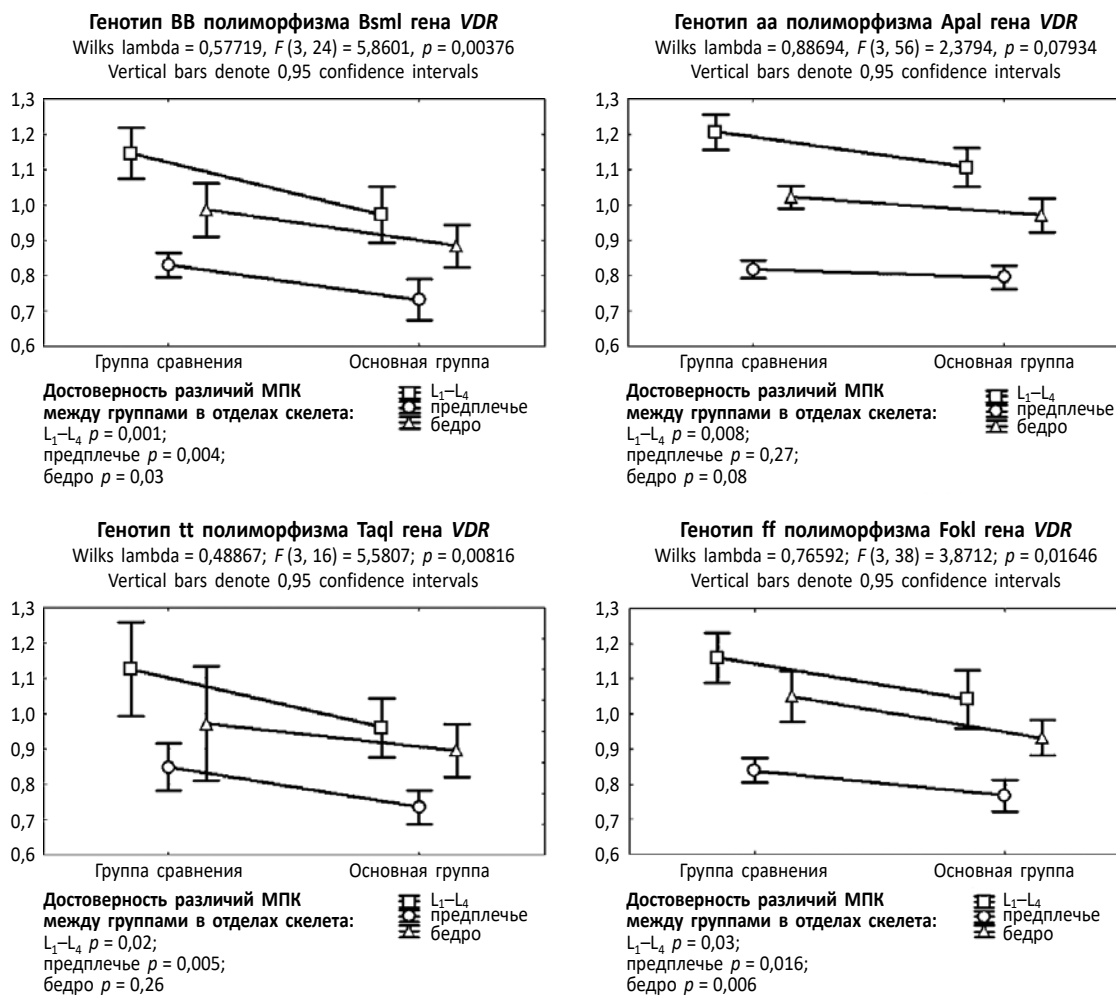 Генотип BB полиморфизма BsmI гена VDR
Wilks lambda = 0,57719, F (3, 24) = 5,8601, p = 0,00376
Vertical bars denote 0,95 confidence intervals
1,3
1,2
1,1
1,0
0,9
0,8
0,7
0,6
Группа сравнения
Основная группа
Достоверность различий МПК
между группами в отделах скелета:
L₁–L₄ p = 0,001;
предплечье p = 0,004;
бедро p = 0,03
L₁–L₄
предплечье
бедро
Генотип aa полиморфизма ApaI гена VDR
Wilks lambda = 0,88694, F (3, 56) = 2,3794, p = 0,07934
Vertical bars denote 0,95 confidence intervals
1,3
1,2
1,1
1,0
0,9
0,8
0,7
0,6
Группа сравнения
Основная группа
Достоверность различий МПК
между группами в отделах скелета:
L₁–L₄ p = 0,008;
предплечье p = 0,27;
бедро p = 0,08
L₁–L₄
предплечье
бедро
Генотип tt полиморфизма TaqI гена VDR
Wilks lambda = 0,48867; F (3, 16) = 5,5807; p = 0,00816
Vertical bars denote 0,95 confidence intervals
1,3
1,2
1,1
1,0
0,9
0,8
0,7
0,6
Группа сравнения
Основная группа
Достоверность различий МПК
между группами в отделах скелета:
L₁–L₄ p = 0,02;
предплечье p = 0,005;
бедро p = 0,26
L₁–L₄
предплечье
бедро
Генотип ff полиморфизма FokI гена VDR
Wilks lambda = 0,76592; F (3, 38) = 3,8712; p = 0,01646
Vertical bars denote 0,95 confidence intervals
1,3
1,2
1,1
1,0
0,9
0,8
0,7
0,6
Группа сравнения
Основная группа
Достоверность различий МПК
между группами в отделах скелета:
L₁–L₄ p = 0,03;
предплечье p = 0,016;
бедро p = 0,006
L₁–L₄
предплечье
бедро